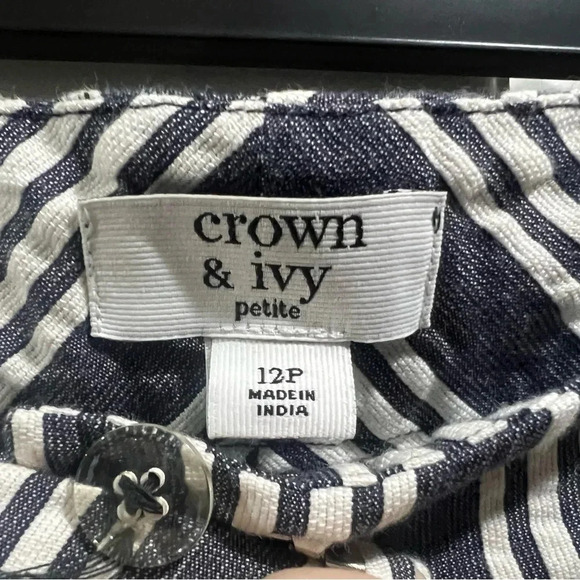 crown
& ivy
petite
12P
MADE IN
INDIA